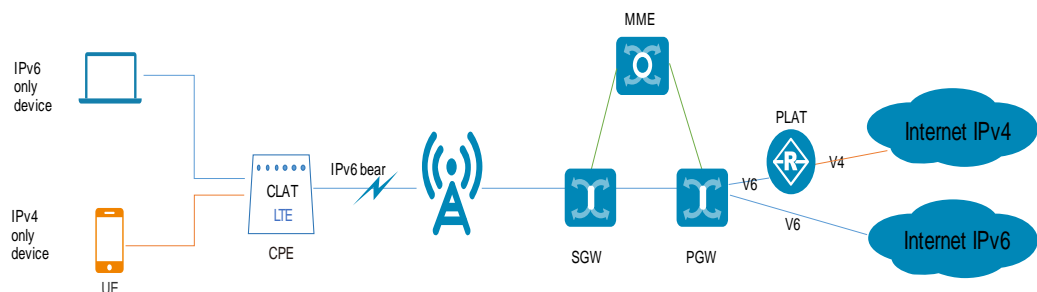 MME
IPv6
only
device
PLAT
Internet IPv4
IPv6 bear
V4
CLAT
V6
LTE
IPv4
only
device
V6
Internet IPv6
CPE
SGW
PGW
UE